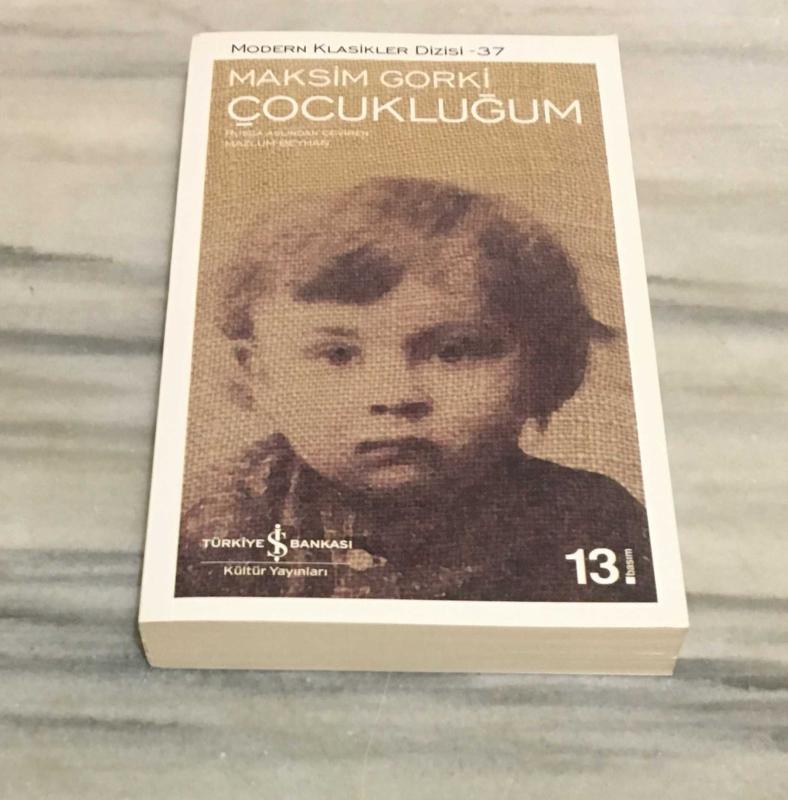 MODERN KLASİKLER DİZİSİ -37
MAKSİM GORKİ
ÇOCUKLUĞUM
RUSÇA ASLINDAN ÇEVİREN
MAZLUM BEYHAN
TÜRKİYE İŞ BANKASI
Kültür Yayınları
13.basım